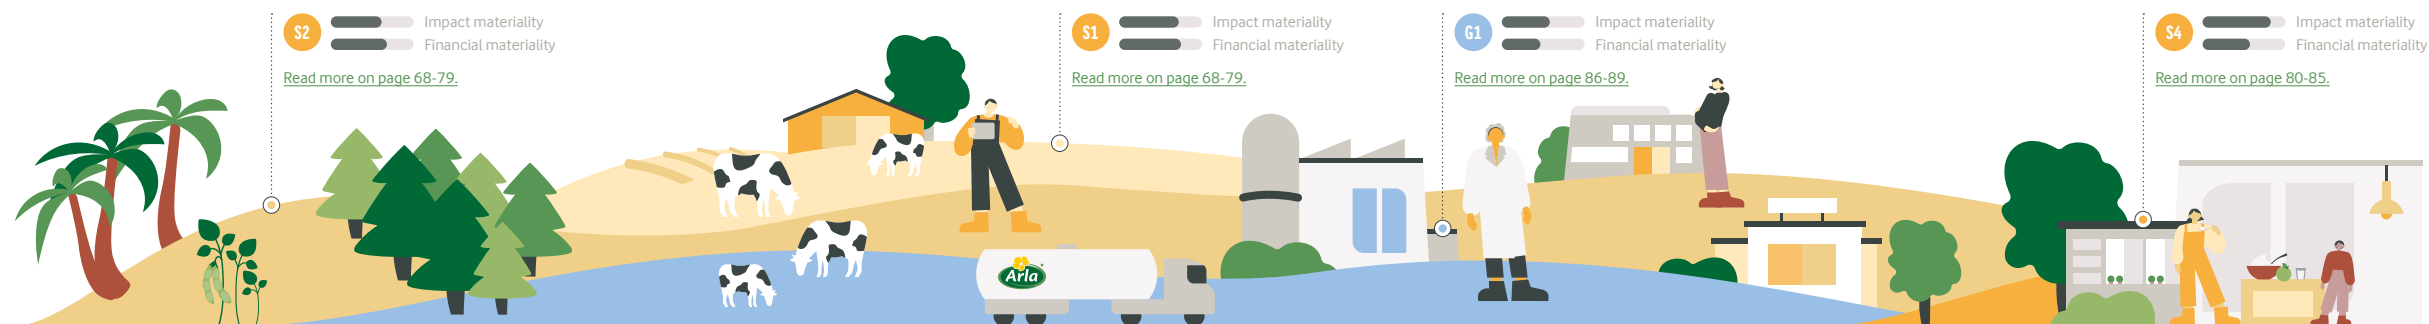 S2
Impact materiality
Financial materiality
Read more on page 68-79.
S1
Impact materiality
Financial materiality
Read more on page 68-79.
G1
Impact materiality
Financial materiality
Read more on page 86-89.
S4
Impact materiality
Financial materiality
Read more on page 80-85.
Arla